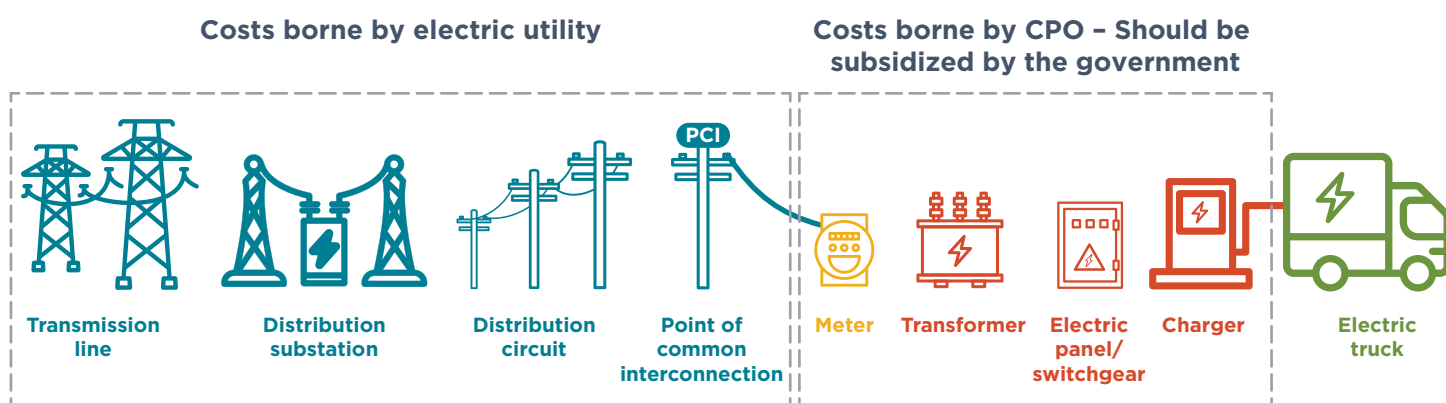 Costs borne by electric utility
Costs borne by CPO – Should be
subsidized by the government
PCI
Transmission
line
Distribution
substation
Distribution
circuit
Point of
common
interconnection
Meter
Transformer
Electric
panel/
switchgear
Charger
Electric
truck